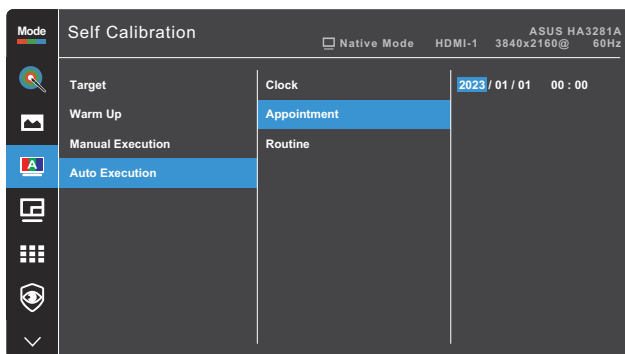 Mode
Self Calibration
Native Mode HDMI-1 ASUS HA3281A
3840x2160@ 60Hz
Target
Warm Up
Manual Execution
Auto Execution
Clock
Appointment
Routine
2023 / 01 / 01 00 : 00
A